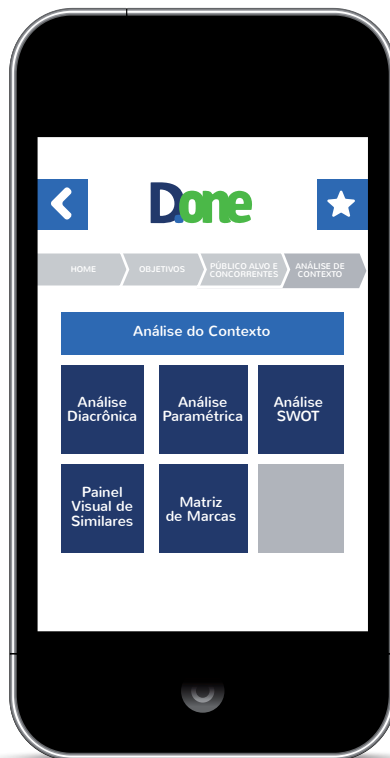 D.one
HOME
OBJETIVOS
PÚBLICO ALVO E
CONCORRENTES
ANÁLISE DE
CONTEXTO
Análise do Contexto
Análise
Diacrônica
Análise
Paramétrica
Análise
SWOT
Painel
Visual de
Similares
Matriz
de Marcas